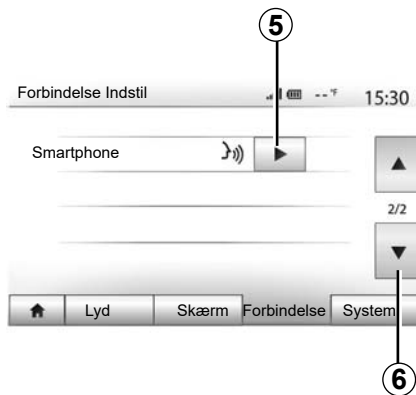 5
Forbindelse Indstil --°F 15:30
Smartphone
2/2
Lyd Skærm Forbindelse System
6